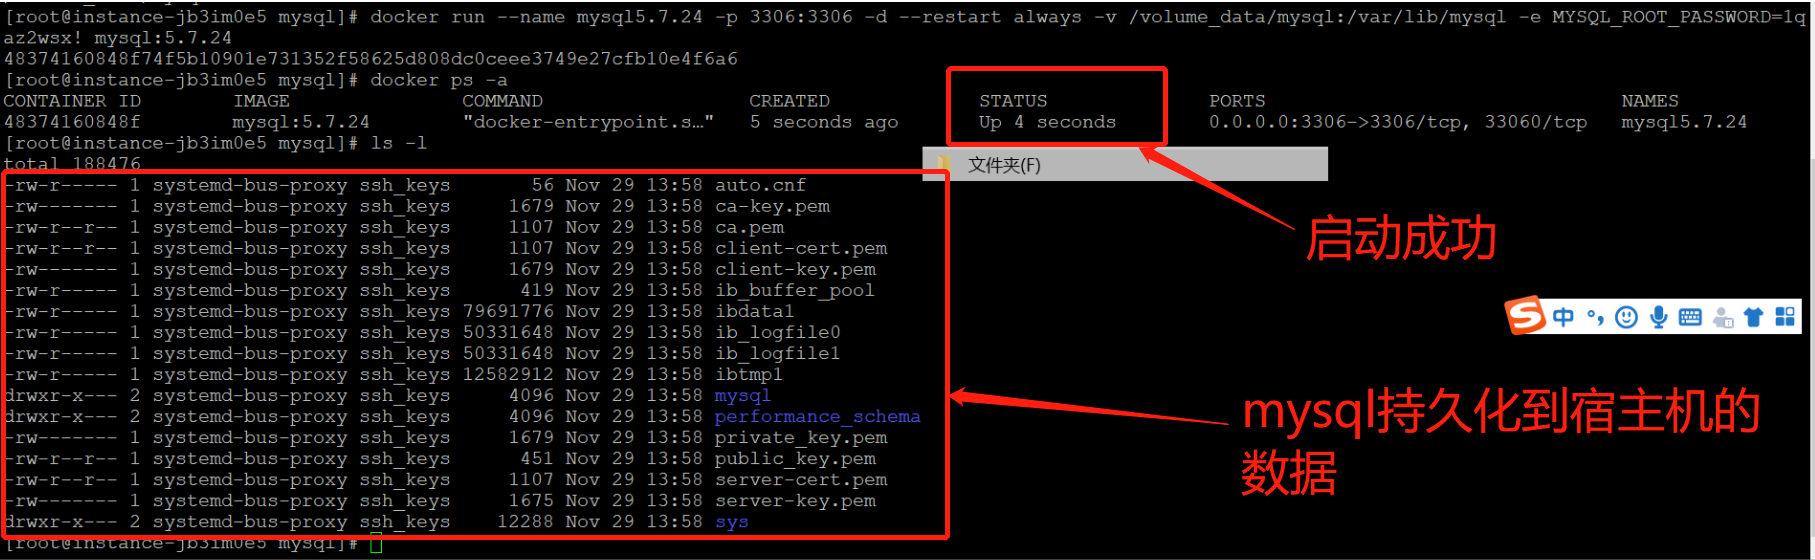 [root@instance-jb3im0e5 mysql]# docker run --name mysql5.7.24 -p 3306:3306 -d --restart always -v /volume_data/mysql:/var/lib/mysql -e MYSQL_ROOT_PASSWORD=1q
az2wsx! mysql:5.7.24
48374160848f74f5b10901e731352f58625d808dc0ceee3749e27cfb10e4f6a6
[root@instance-jb3im0e5 mysql]# docker ps -a
CONTAINER ID IMAGE COMMAND CREATED STATUS PORTS NAMES
48374160848f mysql:5.7.24 "docker-entrypoint.s…" 5 seconds ago Up 4 seconds 0.0.0.0:3306->3306/tcp, 33060/tcp mysql5.7.24
[root@instance-jb3im0e5 mysql]# ls -l
total 188476
文件夹(F)
-rw-r----- 1 systemd-bus-proxy ssh_keys 56 Nov 29 13:58 auto.cnf
-rw------- 1 systemd-bus-proxy ssh_keys 1679 Nov 29 13:58 ca-key.pem
-rw-r--r-- 1 systemd-bus-proxy ssh_keys 1107 Nov 29 13:58 ca.pem
-rw-r--r-- 1 systemd-bus-proxy ssh_keys 1107 Nov 29 13:58 client-cert.pem
-rw------- 1 systemd-bus-proxy ssh_keys 1679 Nov 29 13:58 client-key.pem
-rw-r----- 1 systemd-bus-proxy ssh_keys 419 Nov 29 13:58 ib_buffer_pool
-rw-r----- 1 systemd-bus-proxy ssh_keys 79691776 Nov 29 13:58 ibdata1
-rw-r----- 1 systemd-bus-proxy ssh_keys 50331648 Nov 29 13:58 ib_logfile0
-rw-r----- 1 systemd-bus-proxy ssh_keys 50331648 Nov 29 13:58 ib_logfile1
-rw-r----- 1 systemd-bus-proxy ssh_keys 12582912 Nov 29 13:58 ibtmp1
drwxr-x--- 2 systemd-bus-proxy ssh_keys 4096 Nov 29 13:58 mysql
drwxr-x--- 2 systemd-bus-proxy ssh_keys 4096 Nov 29 13:58 performance_schema
-rw------- 1 systemd-bus-proxy ssh_keys 1679 Nov 29 13:58 private_key.pem
-rw-r--r-- 1 systemd-bus-proxy ssh_keys 451 Nov 29 13:58 public_key.pem
-rw-r--r-- 1 systemd-bus-proxy ssh_keys 1107 Nov 29 13:58 server-cert.pem
-rw------- 1 systemd-bus-proxy ssh_keys 1675 Nov 29 13:58 server-key.pem
drwxr-x--- 2 systemd-bus-proxy ssh_keys 12288 Nov 29 13:58 sys
[root@instance-jb3im0e5 mysql]#
启动成功
S 中 °,
mysql持久化到宿主机的
数据